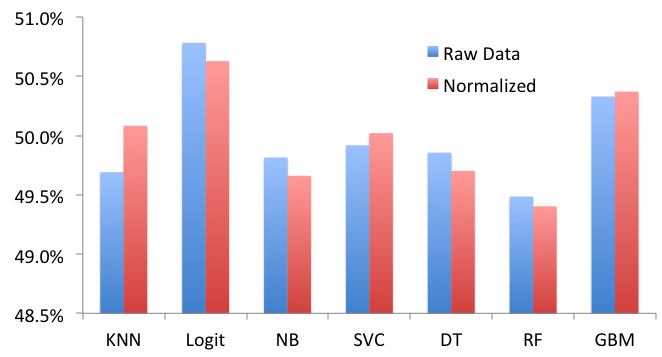 51.0%
50.5%
50.0%
49.5%
49.0%
48.5%
Raw Data
Normalized
KNN Logit NB SVC DT RF GBM